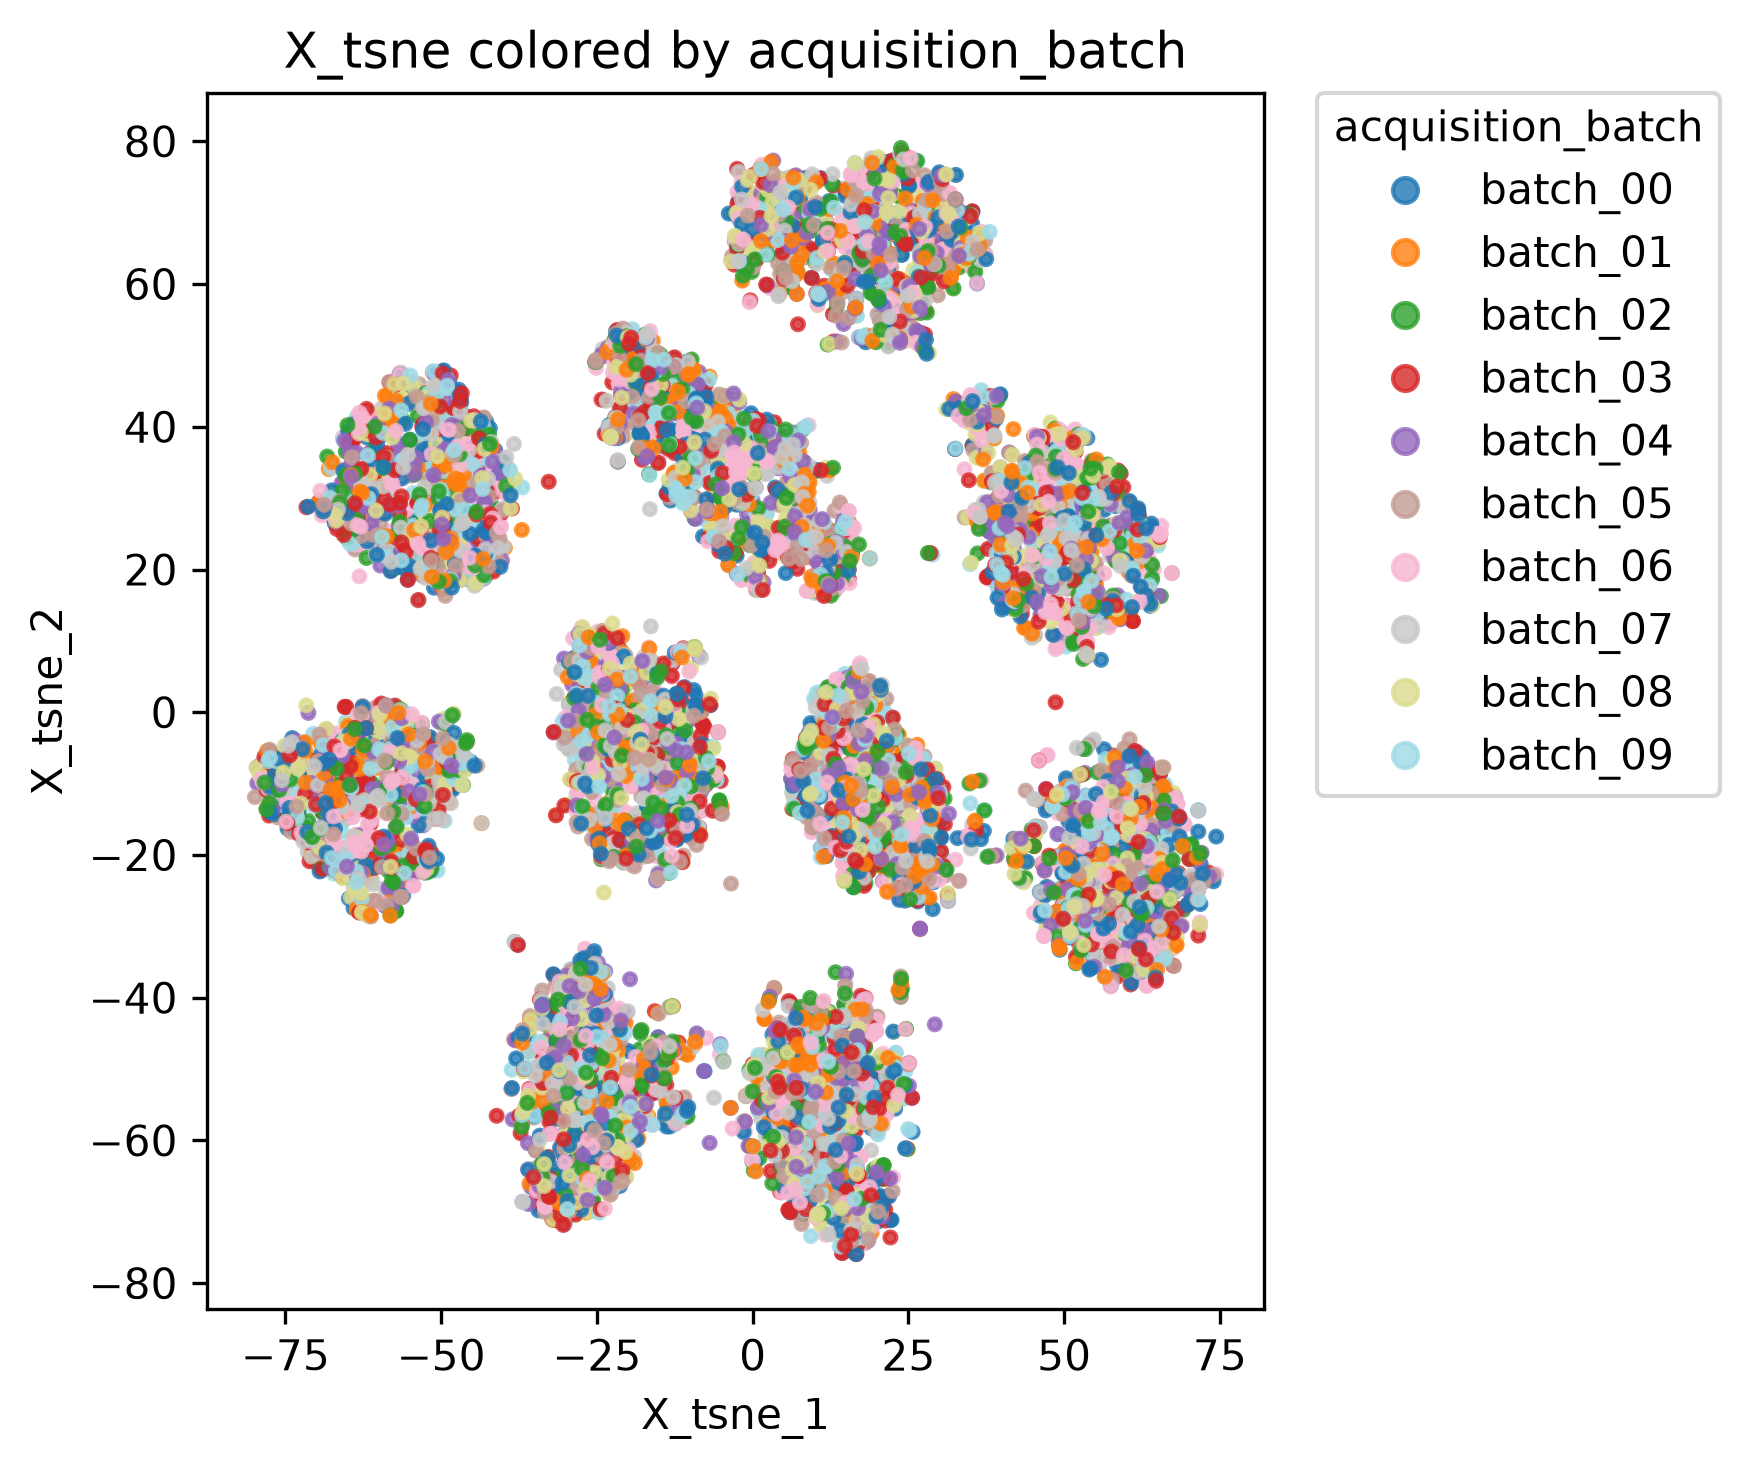 X_tsne colored by acquisition_batch
80
60
40
20
0
−20
−40
−60
−80
X_tsne_2
−75
−50
−25
0
25
50
75
X_tsne_1
acquisition_batch
batch_00
batch_01
batch_02
batch_03
batch_04
batch_05
batch_06
batch_07
batch_08
batch_09